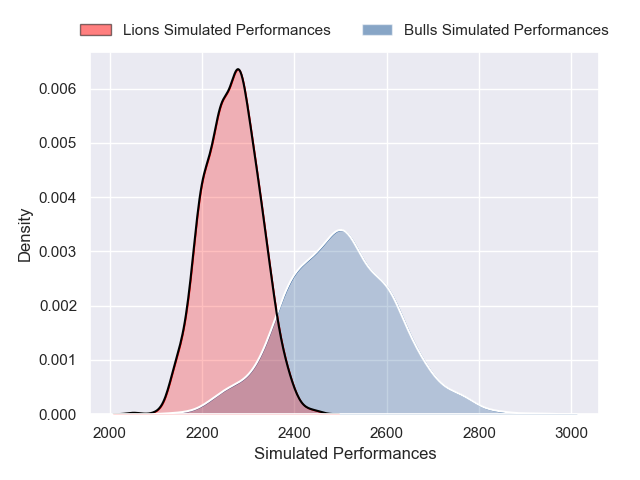 Lions Simulated Performances Bulls Simulated Performances
0.006
0.005
0.004
0.003
0.002
0.001
0.000
Density
2000 2200 2400 2600 2800 3000
Simulated Performances